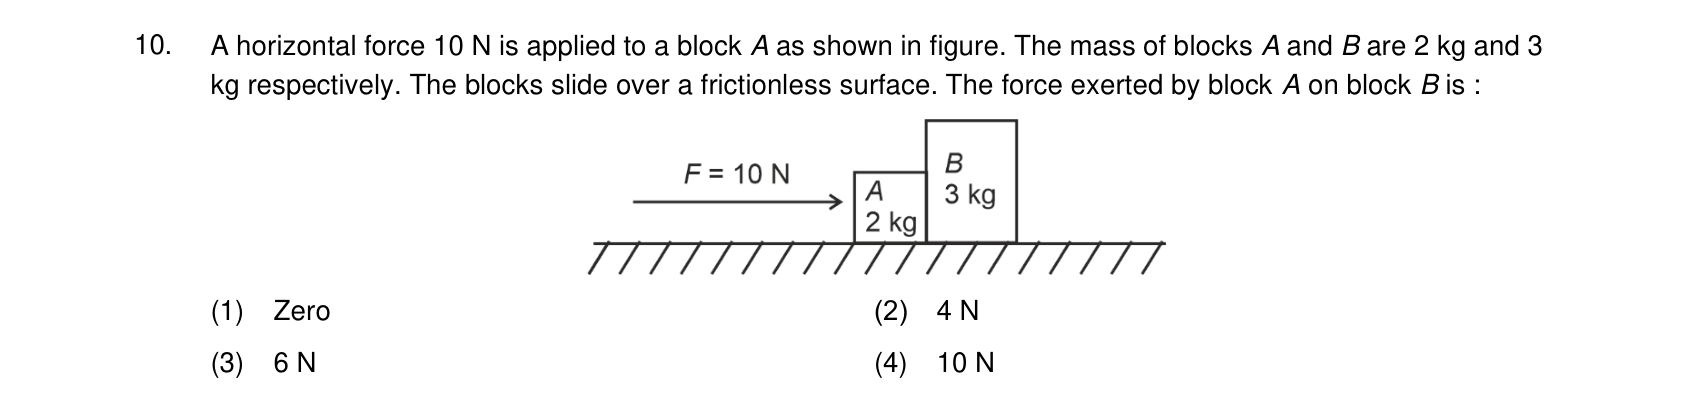 10. A horizontal force 10 N is applied to a block A as shown in figure. The mass of blocks A and B are 2 kg and 3
kg respectively. The blocks slide over a frictionless surface. The force exerted by block A on block B is :
F = 10 N
A
2 kg
B
3 kg
(1) Zero
(2) 4 N
(3) 6 N
(4) 10 N